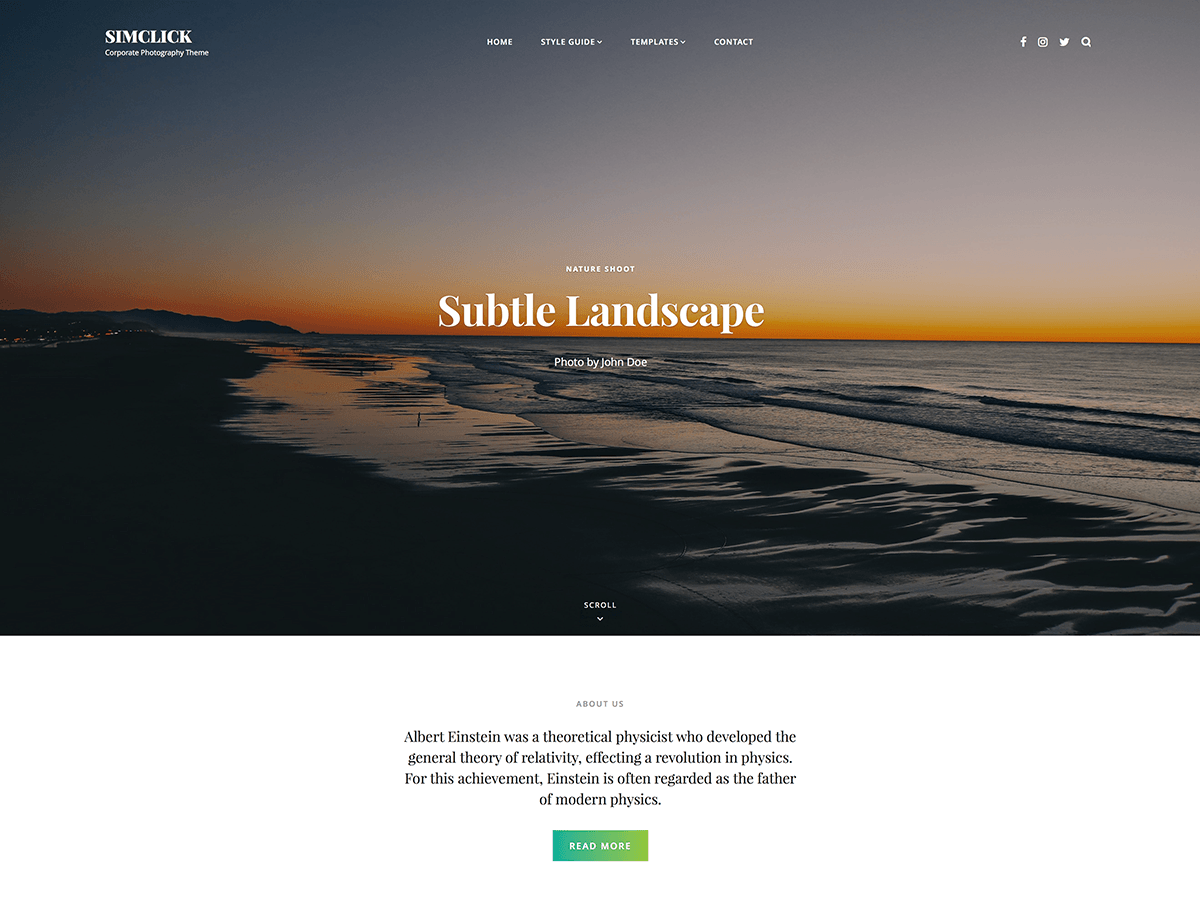 SIMCLICK
Corporate Photography Theme
HOME STYLE GUIDE TEMPLATES CONTACT
NATURE SHOOT
Subtle Landscape
Photo by John Doe
SCROLL
ABOUT US
Albert Einstein was a theoretical physicist who developed the
general theory of relativity, effecting a revolution in physics.
For this achievement, Einstein is often regarded as the father
of modern physics.
READ MORE